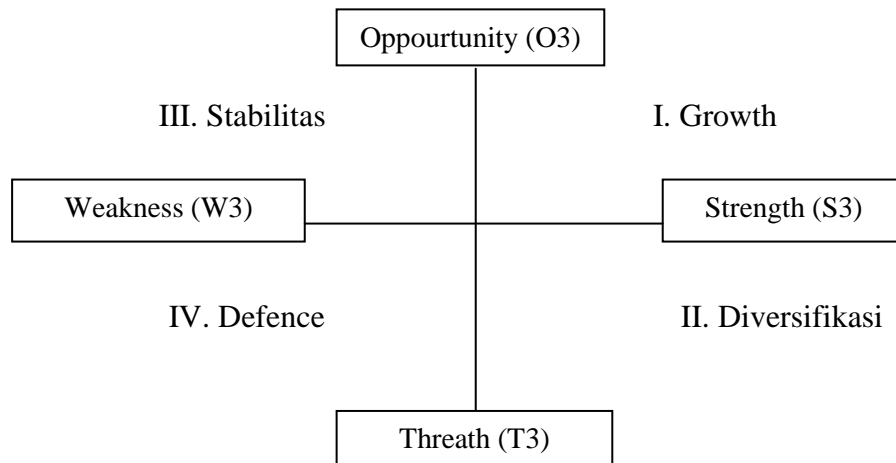 Oppourtunity (O3)
III. Stabilitas
I. Growth
Weakness (W3)
Strength (S3)
IV. Defence
II. Diversifikasi
Threath (T3)